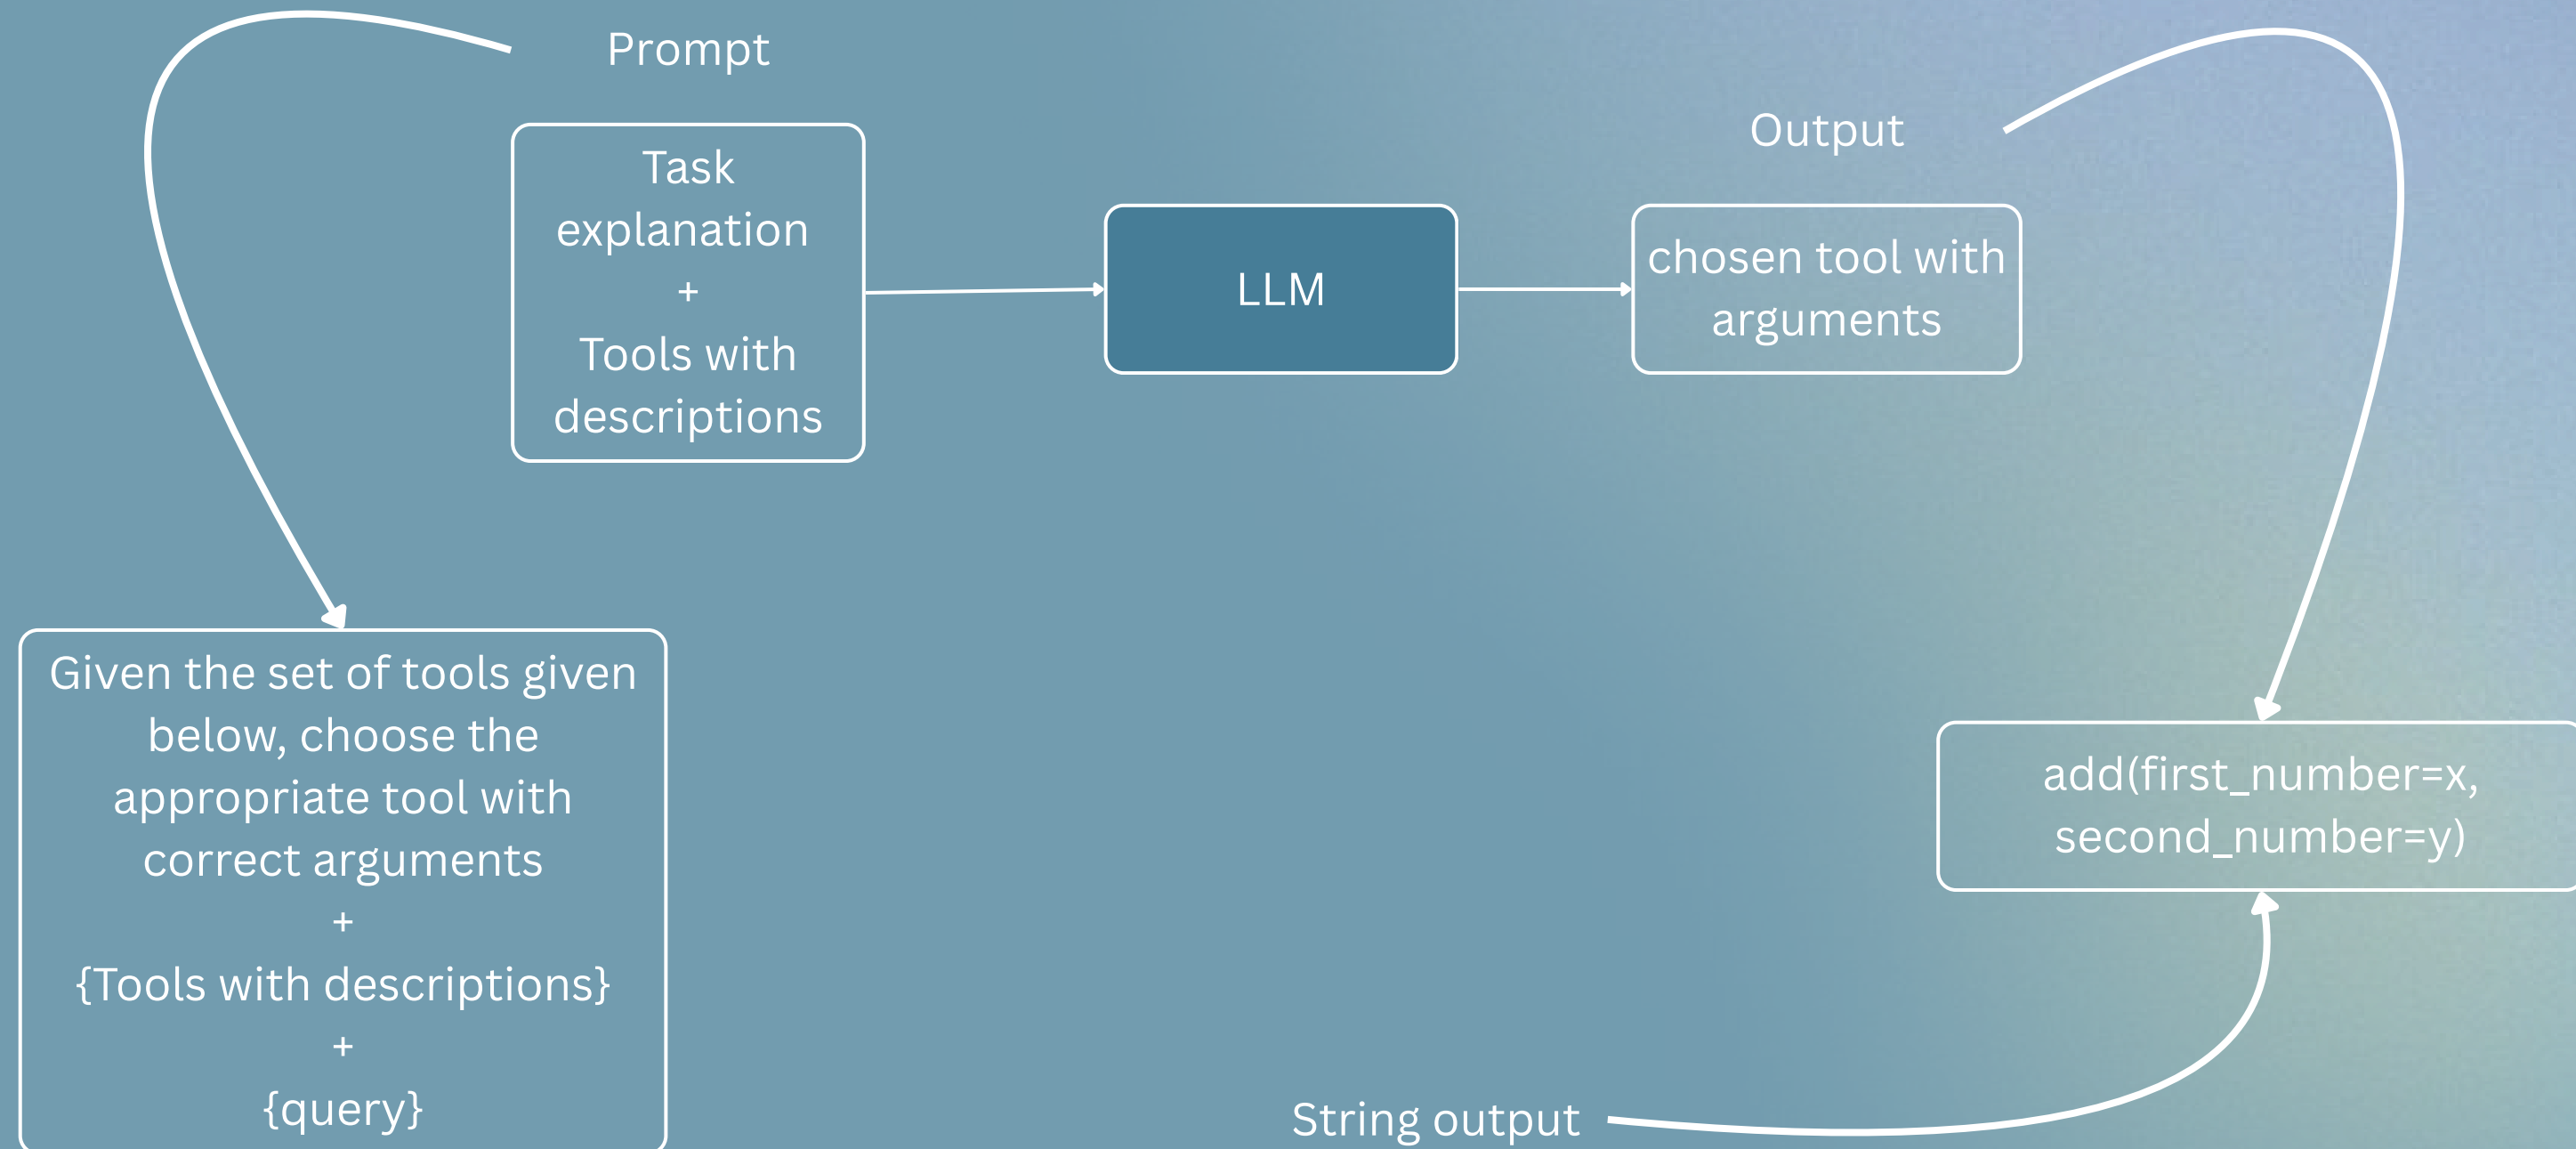 Prompt
Task
explanation
+
Tools with
descriptions
LLM
Output
chosen tool with
arguments
Given the set of tools given
below, choose the
appropriate tool with
correct arguments
+
{Tools with descriptions}
+
{query}
add(first_number=x,
second_number=y)
String output